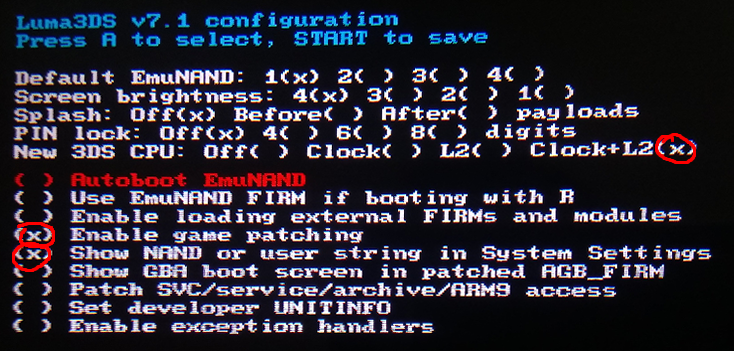 Luma3DS v7.1 configuration
Press A to select, START to save
Default EmuNAND: 1(x) 2( ) 3( ) 4( )
Screen brightness: 4(x) 3( ) 2( ) 1( )
Splash: Off(x) Before( ) After( ) payloads
PIN lock: Off(x) 4( ) 6( ) 8( ) digits
New 3DS CPU: Off( ) Clock( ) L2( ) Clock+L2(x)
( ) Autoboot EmuNAND
( ) Use EmuNAND FIRM if booting with R
( ) Enable loading external FIRMs and modules
(x) Enable game patching
(x) Show NAND or user string in System Settings
( ) Show GBA boot screen in patched AGB_FIRM
( ) Patch SVC/service/archive/ARM9 access
( ) Set developer UNITINFO
( ) Enable exception handlers